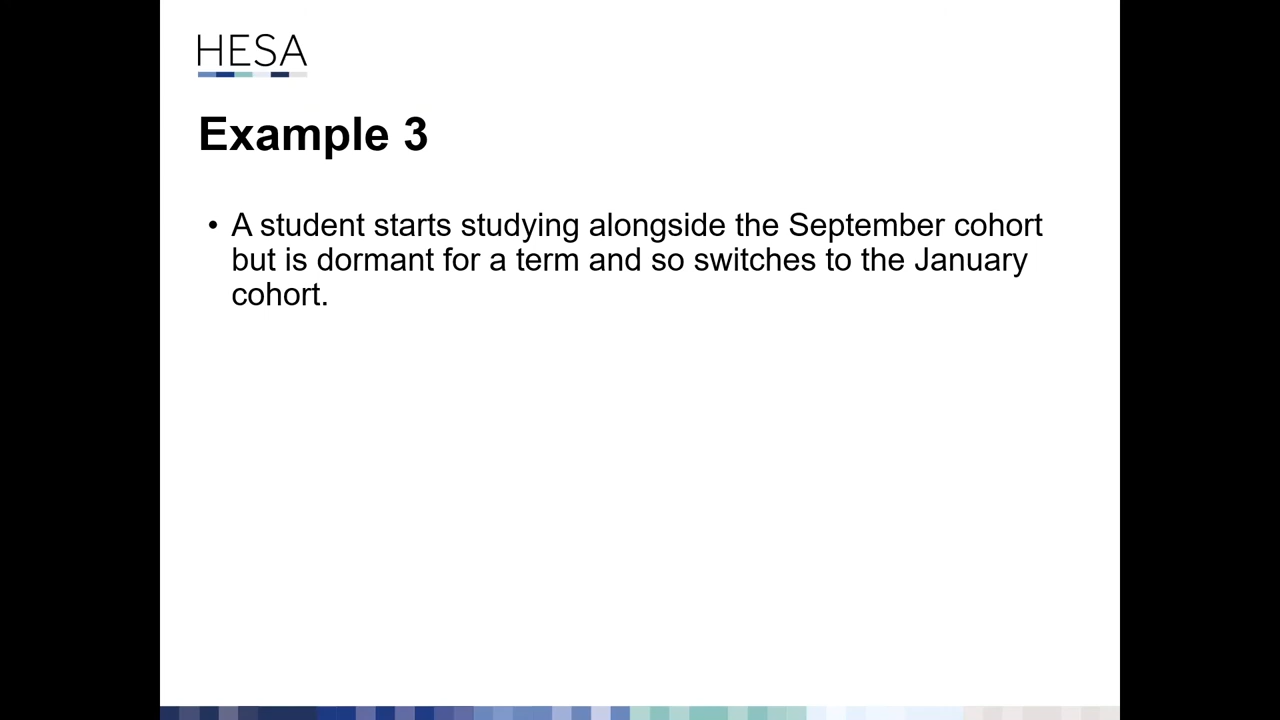 HESA
Example 3
• A student starts studying alongside the September cohort
but is dormant for a term and so switches to the January
cohort.